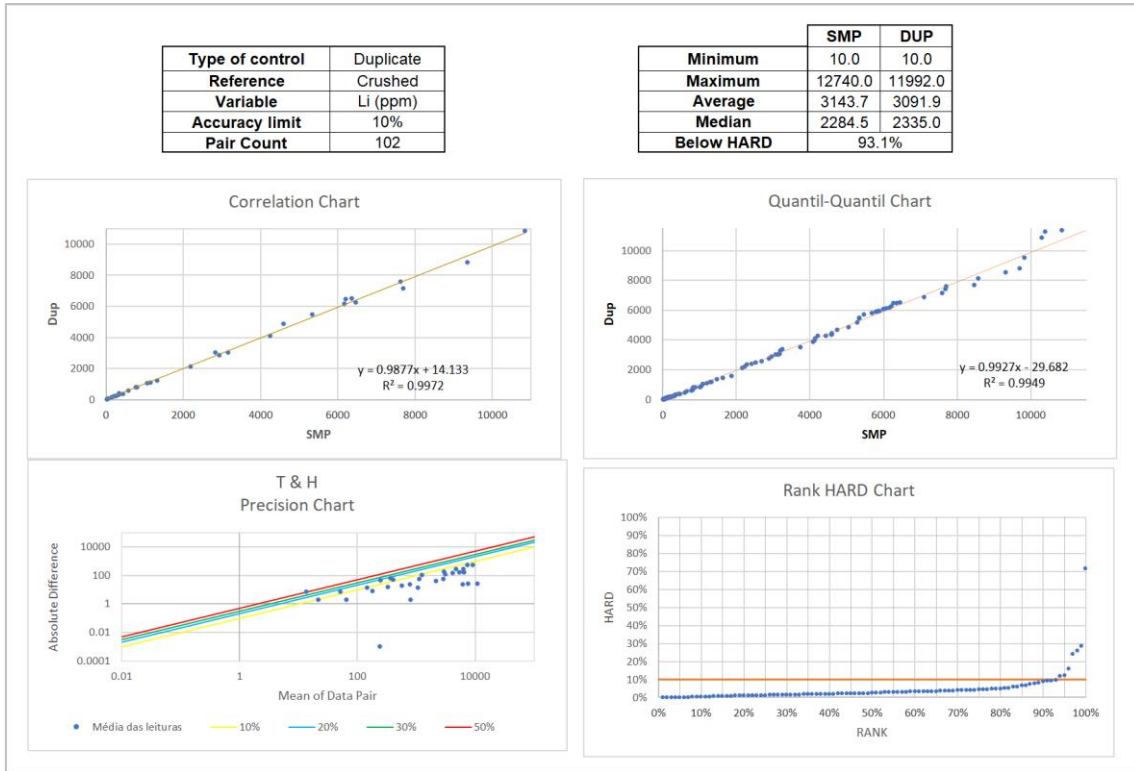 Type of control Duplicate
Reference Crushed
Variable Li (ppm)
Accuracy limit 10%
Pair Count 102
SMP DUP
Minimum 10.0 10.0
Maximum 12740.0 11992.0
Average 3143.7 3091.9
Median 2284.5 2335.0
Below HARD 93.1%
Correlation Chart
10000
8000
6000
4000
2000
0
Dup
y = 0.9877x + 14.133
R² = 0.9972
0 2000 4000 6000 8000 10000
SMP
Quantil-Quantil Chart
10000
8000
6000
4000
2000
0
Dup
y = 0.9927x - 29.682
R² = 0.9949
0 2000 4000 6000 8000 10000
SMP
T & H
Precision Chart
10000
100
1
0.01
0.0001
Absolute Difference
0.01 1 100 10000
Mean of Data Pair
Média das leituras 10% 20% 30% 50%
Rank HARD Chart
100%
90%
80%
70%
60%
50%
40%
30%
20%
10%
0%
HARD
0% 10% 20% 30% 40% 50% 60% 70% 80% 90% 100%
RANK